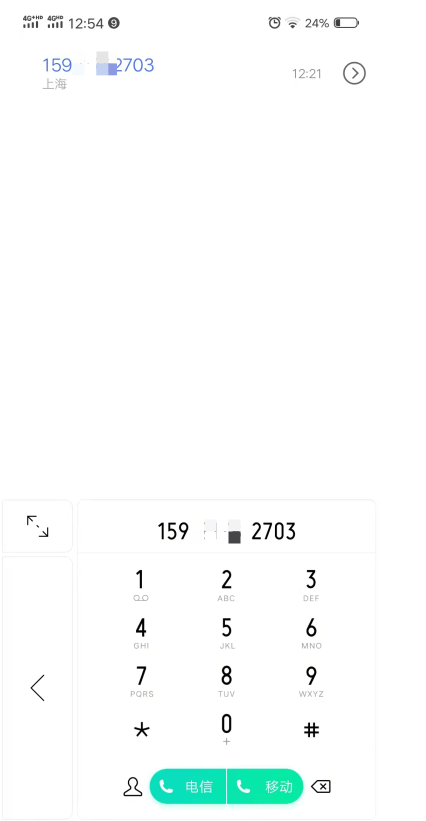 4G+HD 4GHD 12:54 9 24%
159 2703
上海
12:21
159 2703
1 2 3
ABC DEF
4 5 6
GHI JKL MNO
7 8 9
PQRS TUV WXYZ
* 0 #
+
电信 移动